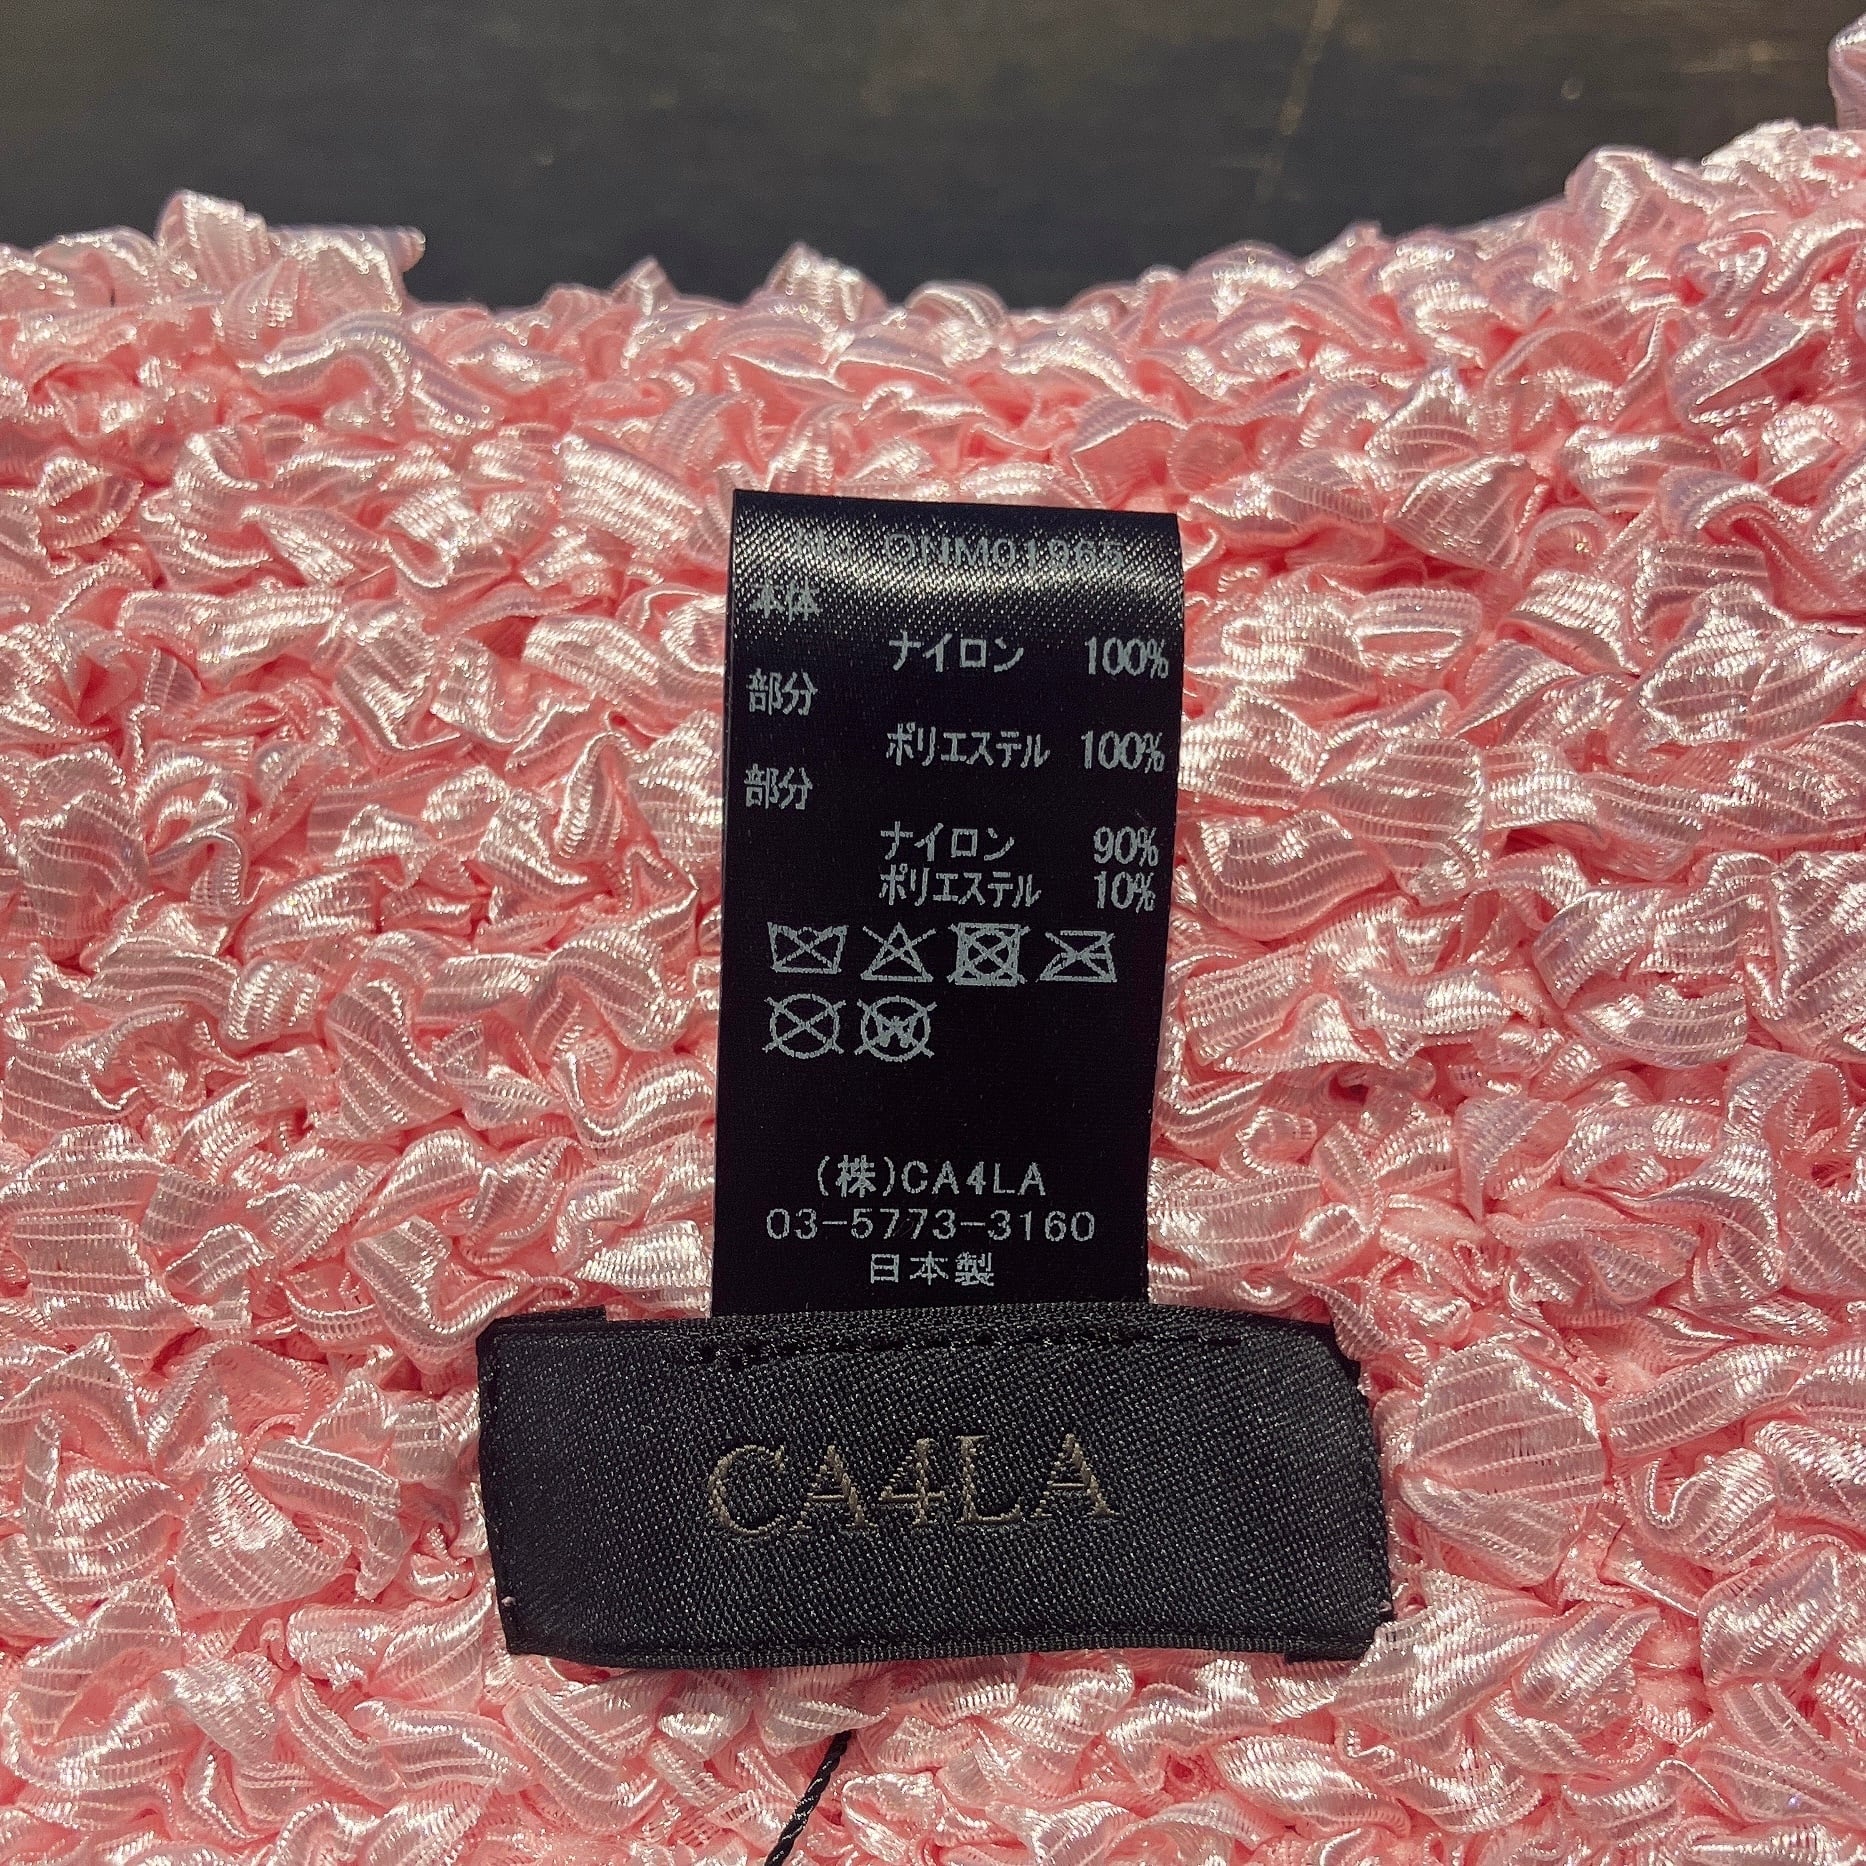 No. ONM01965
本体
ナイロン 100%
部分
ポリエステル 100%
部分
ナイロン 90%
ポリエステル 10%
(株)CA4LA
03-5773-3160
日本製
CA4LA